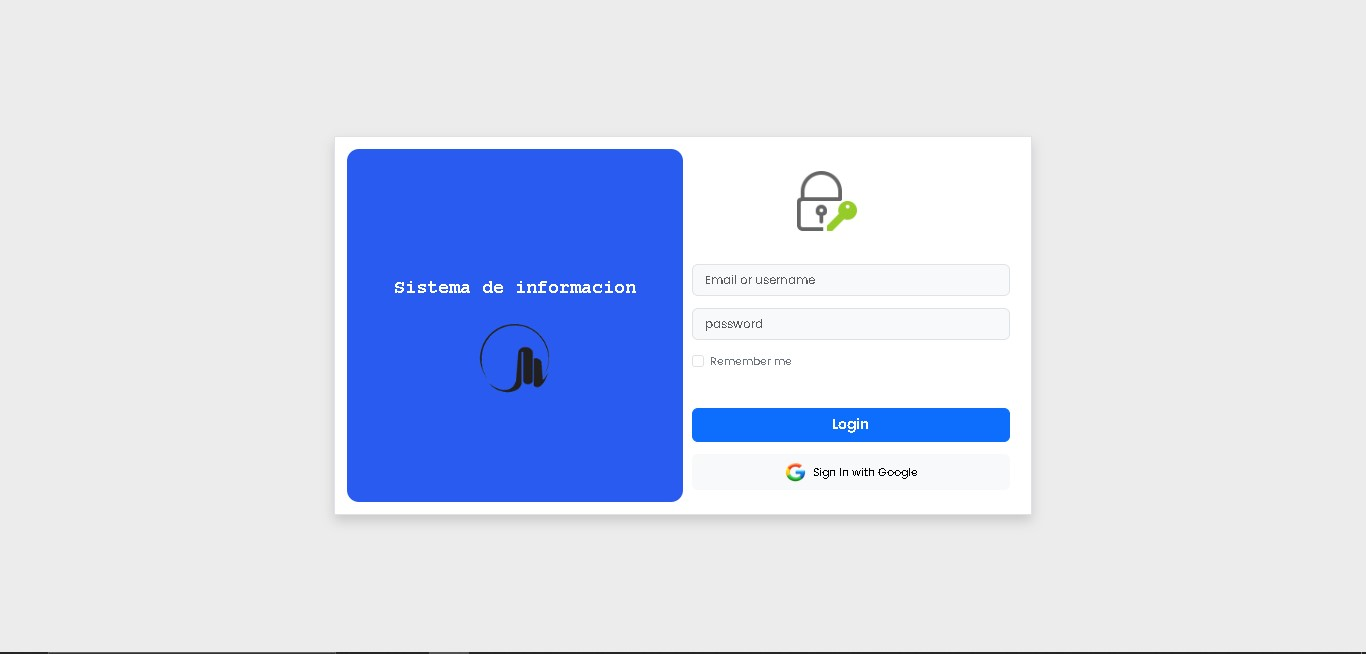 Sistema de informacion
Email or username
password
Remember me
Login
Sign In with Google